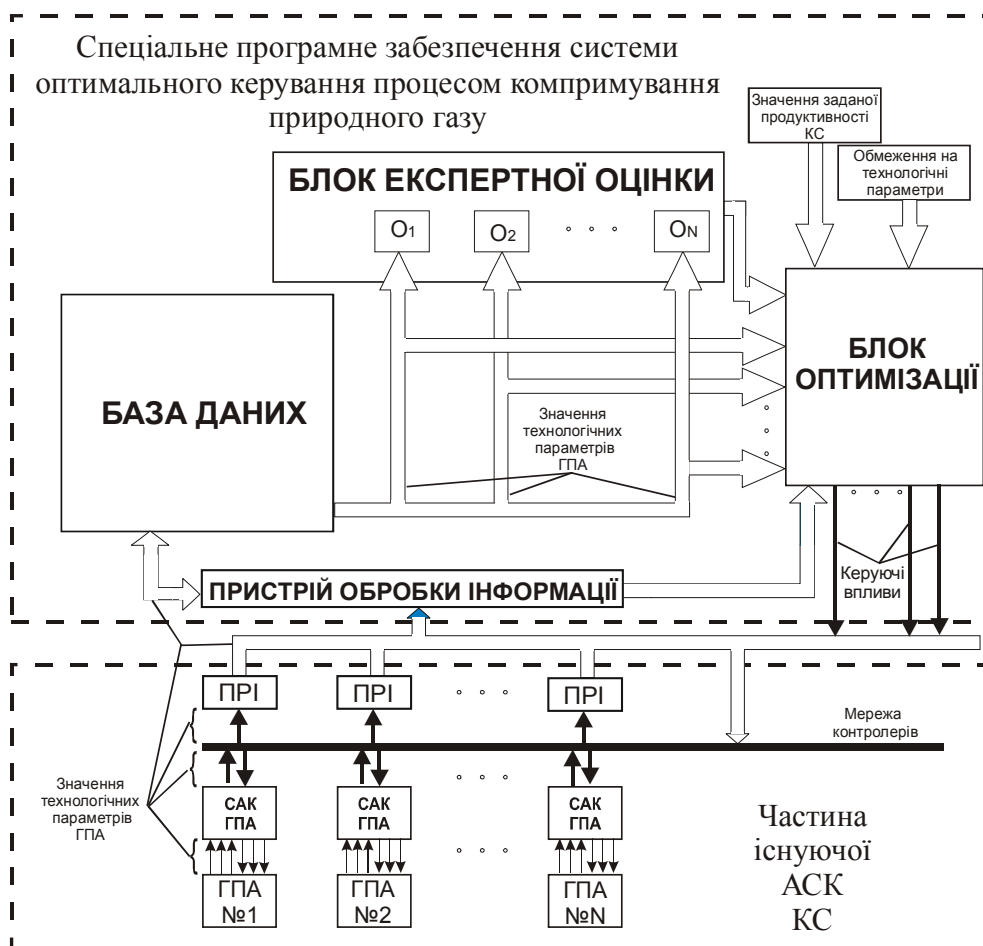 Спеціальне програмне забезпечення системи
оптимального керування процесом компримування
природного газу
Значення заданої
продуктивності
КС
Обмеження на
технологічні
параметри
БЛОК ЕКСПЕРТНОЇ ОЦІНКИ
О1 О2 ОN
БАЗА ДАНИХ
БЛОК
ОПТИМІЗАЦІЇ
Значення
технологічних
параметрів
ГПА
Керуючі
впливи
ПРИСТРІЙ ОБРОБКИ ІНФОРМАЦІЇ
ПРІ ПРІ ПРІ
Мережа
контролерів
Значення
технологічних
параметрів
ГПА
САК
ГПА
САК
ГПА
САК
ГПА
ГПА
№1
ГПА
№2
ГПА
№N
Частина
існуючої
АСК
КС